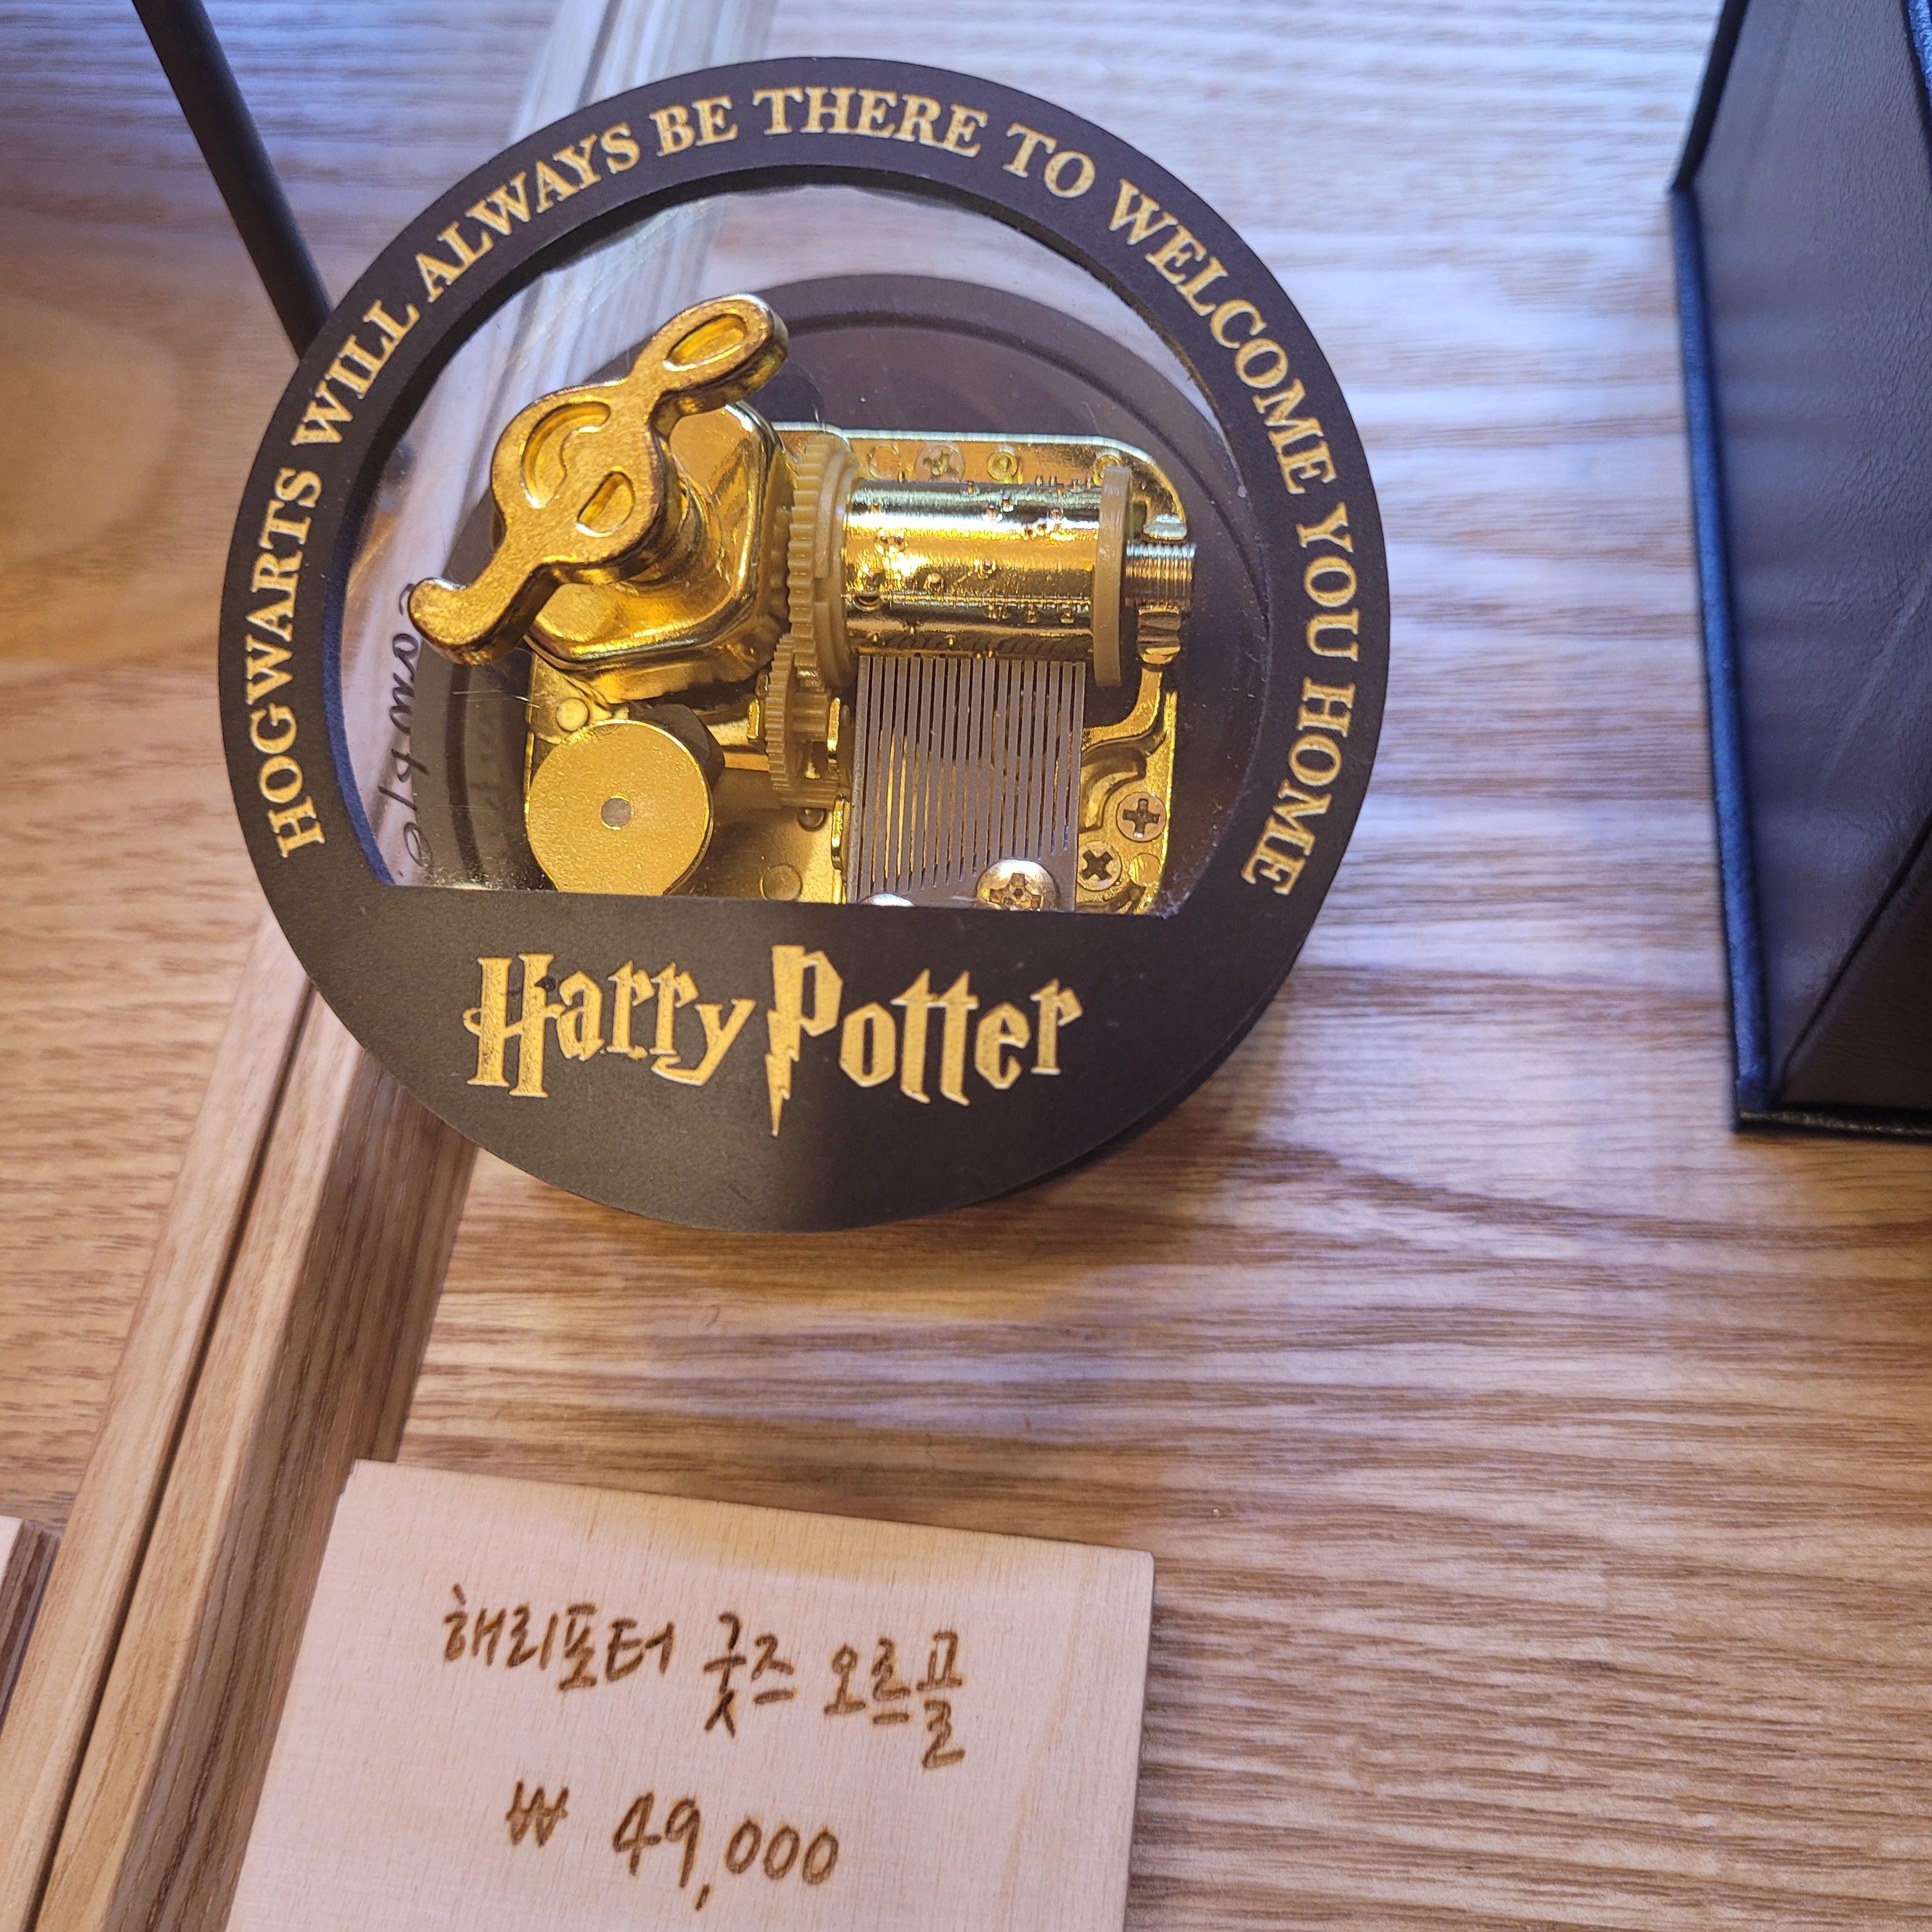 HOGWARTS WILL ALWAYS BE THERE TO WELCOME YOU HOME
Harry Potter
해리포터 굿즈 오르골
₩ 49,000